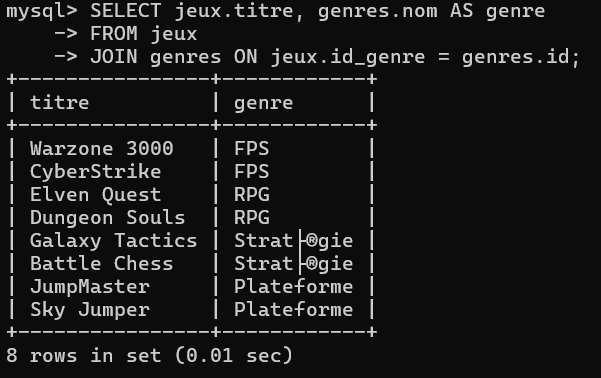 mysql> SELECT jeux.titre, genres.nom AS genre
    -> FROM jeux
    -> JOIN genres ON jeux.id_genre = genres.id;
+----------------+------------+
| titre          | genre      |
+----------------+------------+
| Warzone 3000   | FPS        |
| CyberStrike    | FPS        |
| Elven Quest    | RPG        |
| Dungeon Souls  | RPG        |
| Galaxy Tactics | Strat├®gie |
| Battle Chess   | Strat├®gie |
| JumpMaster     | Plateforme |
| Sky Jumper     | Plateforme |
+----------------+------------+
8 rows in set (0.01 sec)